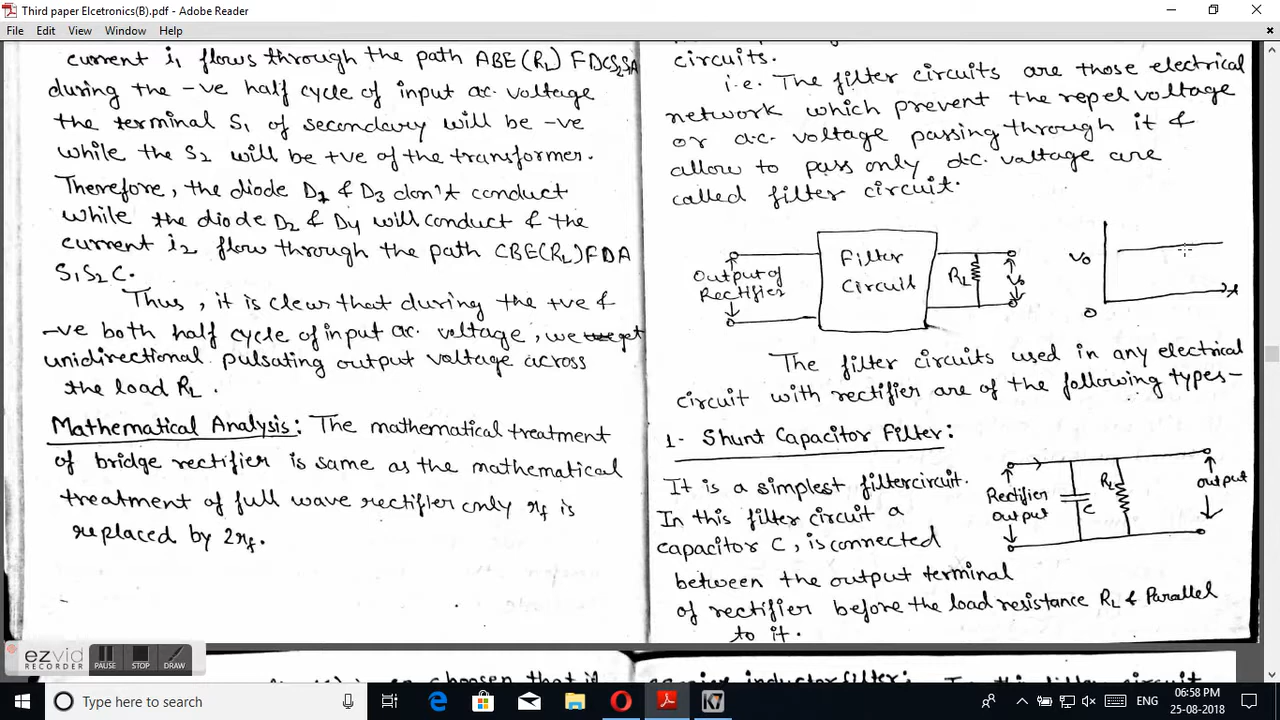 Third paper Elcetronics(B).pdf - Adobe Reader
File Edit View Window Help
current i1 flows through the path ABE(RL) FDCS2S1A
during the -ve half cycle of input ac. voltage
the terminal S1 of secondary will be -ve
while the S2 will be +ve of the transformer.
Therefore, the diode D1 & D3 don't conduct
while the diode D2 & D4 will conduct & the
current i2 flow through the path CBE(RL)FDA
S1S2C.
Thus, it is clear that during the +ve &
-ve both half cycle of input ac. voltage, we get
unidirectional pulsating output voltage across
the load RL.
Mathematical Analysis: The mathematical treatment
of bridge rectifier is same as the mathematical
treatment of full wave rectifier only rf is
replaced by 2rf.
circuits.
i.e. The filter circuits are those electrical
network which prevent the repel voltage
or a.c. voltage passing through it &
allow to pass only d.c. voltage are
called filter circuit.
Output of
Rectifier
Filter
Circuit
RL
Vo
Vo
O
t
The filter circuits used in any electrical
circuit with rectifier are of the following types-
1- Shunt Capacitor Filter:
It is a simplest filtercircuit.
In this filter circuit a
capacitor C, is connected
between the output terminal
of rectifier before the load resistance RL & Parallel
to it.
Rectifier
output
C
RL
output
ezvid
RECORDER
PAUSE
STOP
DRAW
Type here to search
ENG
06:58 PM
25-08-2018